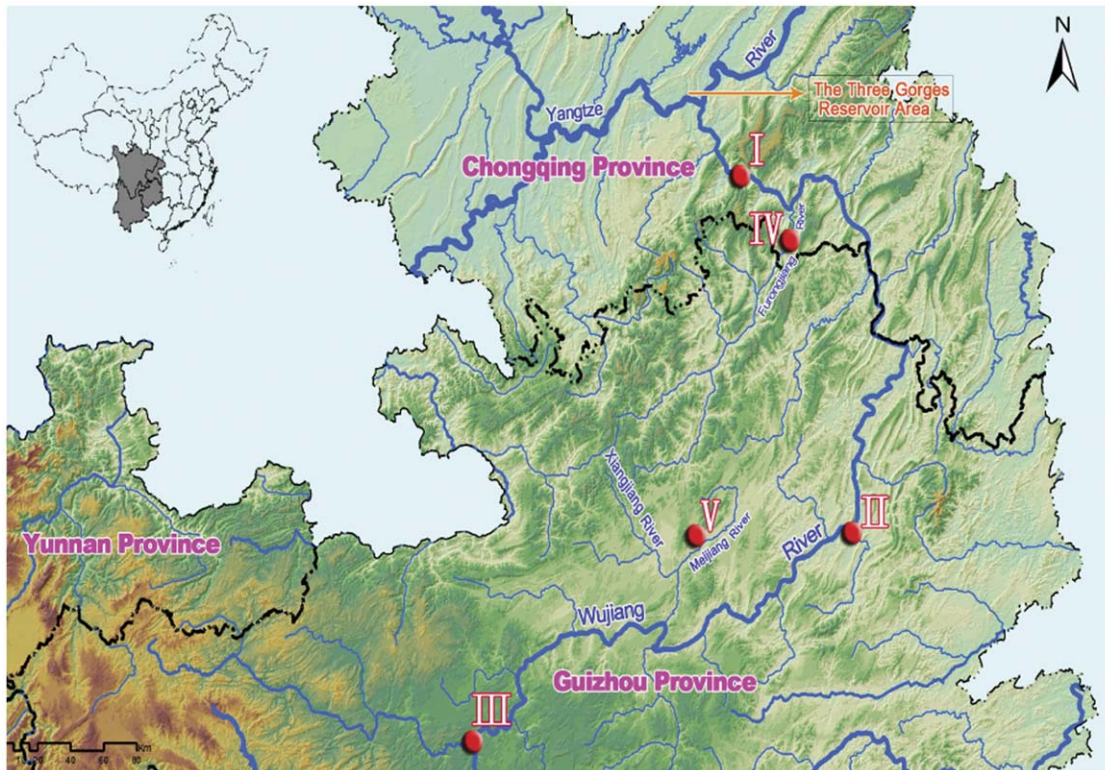 N
River
The Three Gorges
Reservoir Area
Yangtze
I
Chongqing Province
IV
River
Furongjiang
Xiangjiang River
V
II
Yunnan Province
River
Meijiang River
Wujiang
Guizhou Province
III
Km
40 60 80